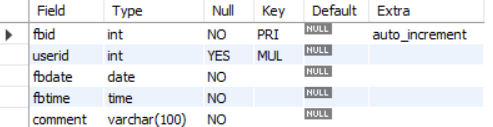 Field Type Null Key Default Extra
fbid int NO PRI NULL auto_increment
userid int YES MUL NULL
fbdate date NO NULL
fbtime time NO NULL
comment varchar(100) NO NULL